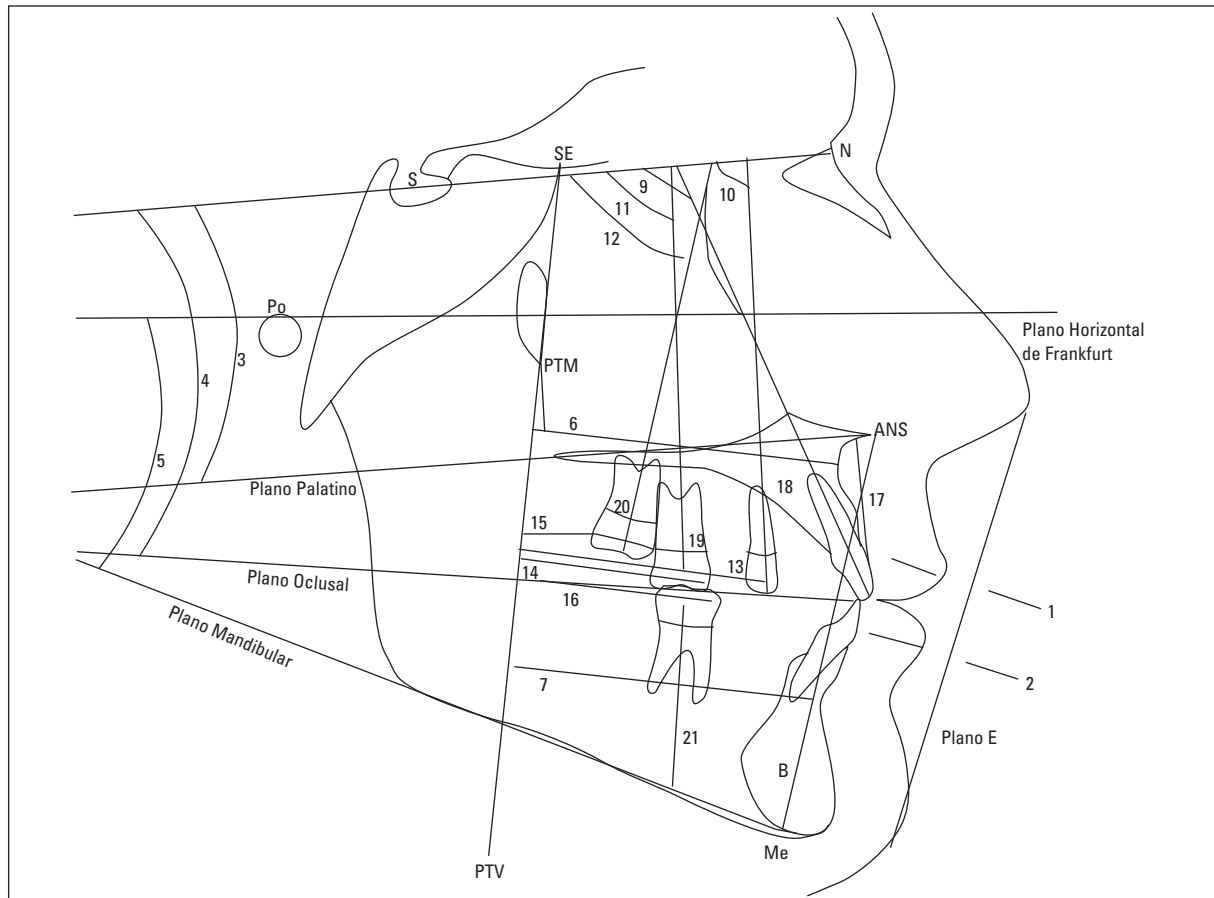 SE
N
S
9
10
11
12
Po
3
4
Plano Horizontal
de Frankfurt
PTM
6
ANS
5
Plano Palatino
18
17
20
15
19
13
14
Plano Oclusal
16
1
Plano Mandibular
7
2
21
Plano E
B
Me
PTV